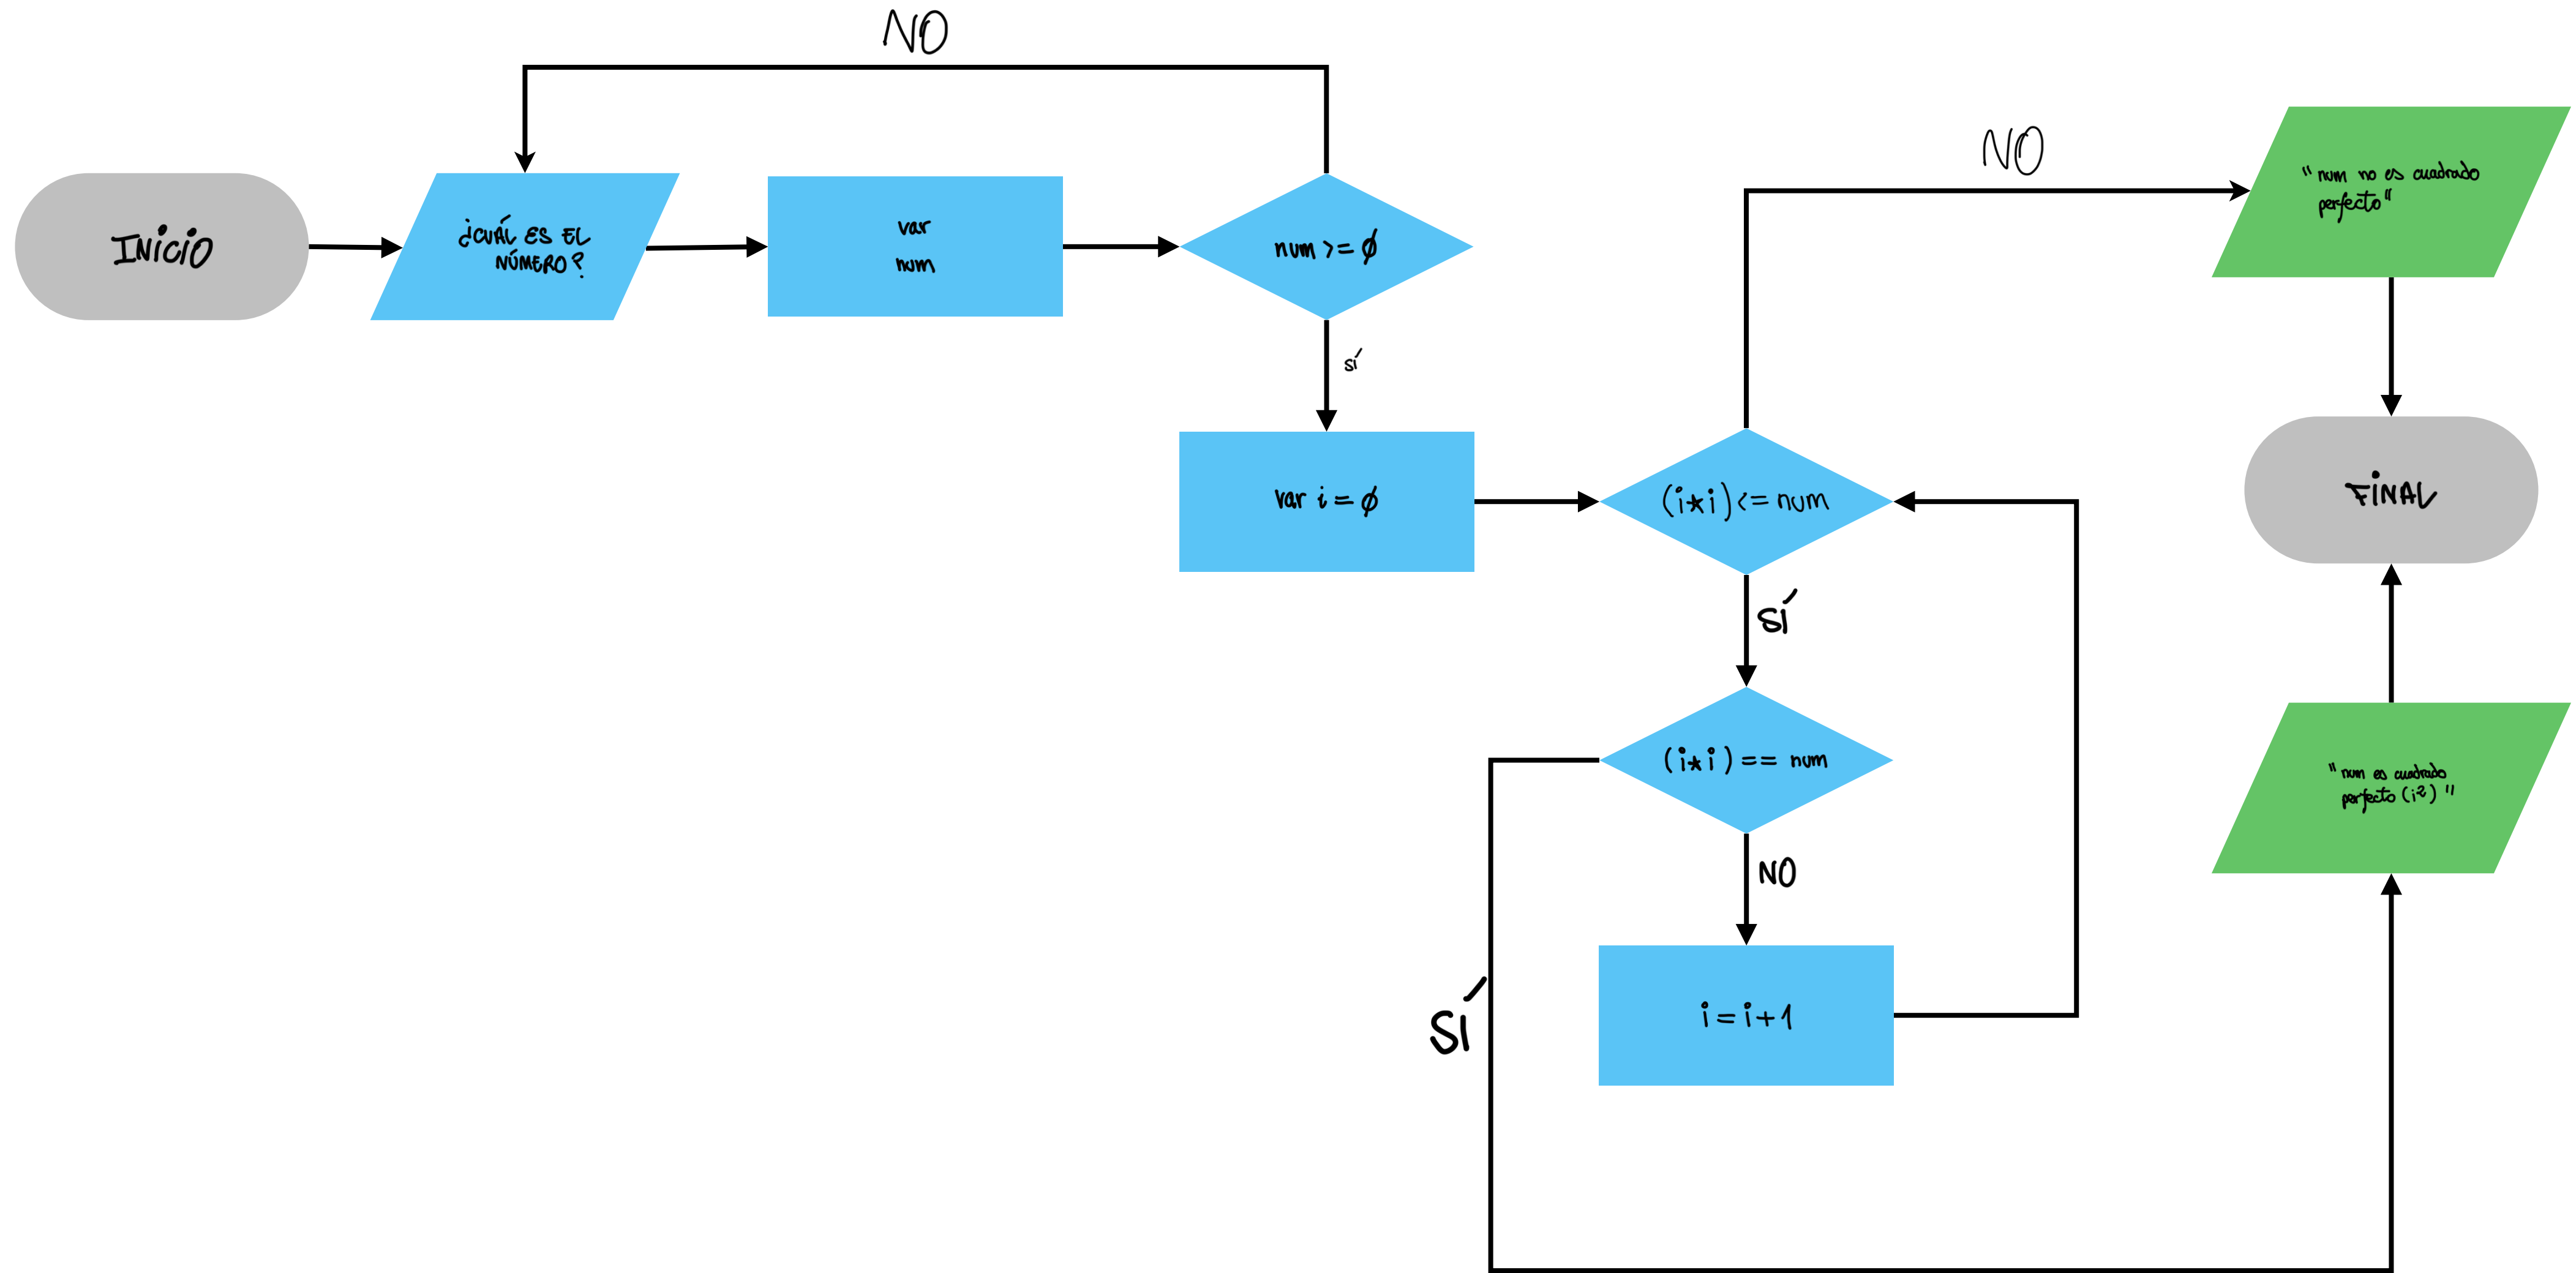 NO
INICIO
¿CUÁL ES EL
NÚMERO?
var
num
num >= 0
sí
var i = 0
(i*i) <= num
NO
"num no es cuadrado
perfecto"
FINAL
SÍ
(i*i) == num
NO
SÍ
i = i + 1
"num es cuadrado
perfecto (i²)"